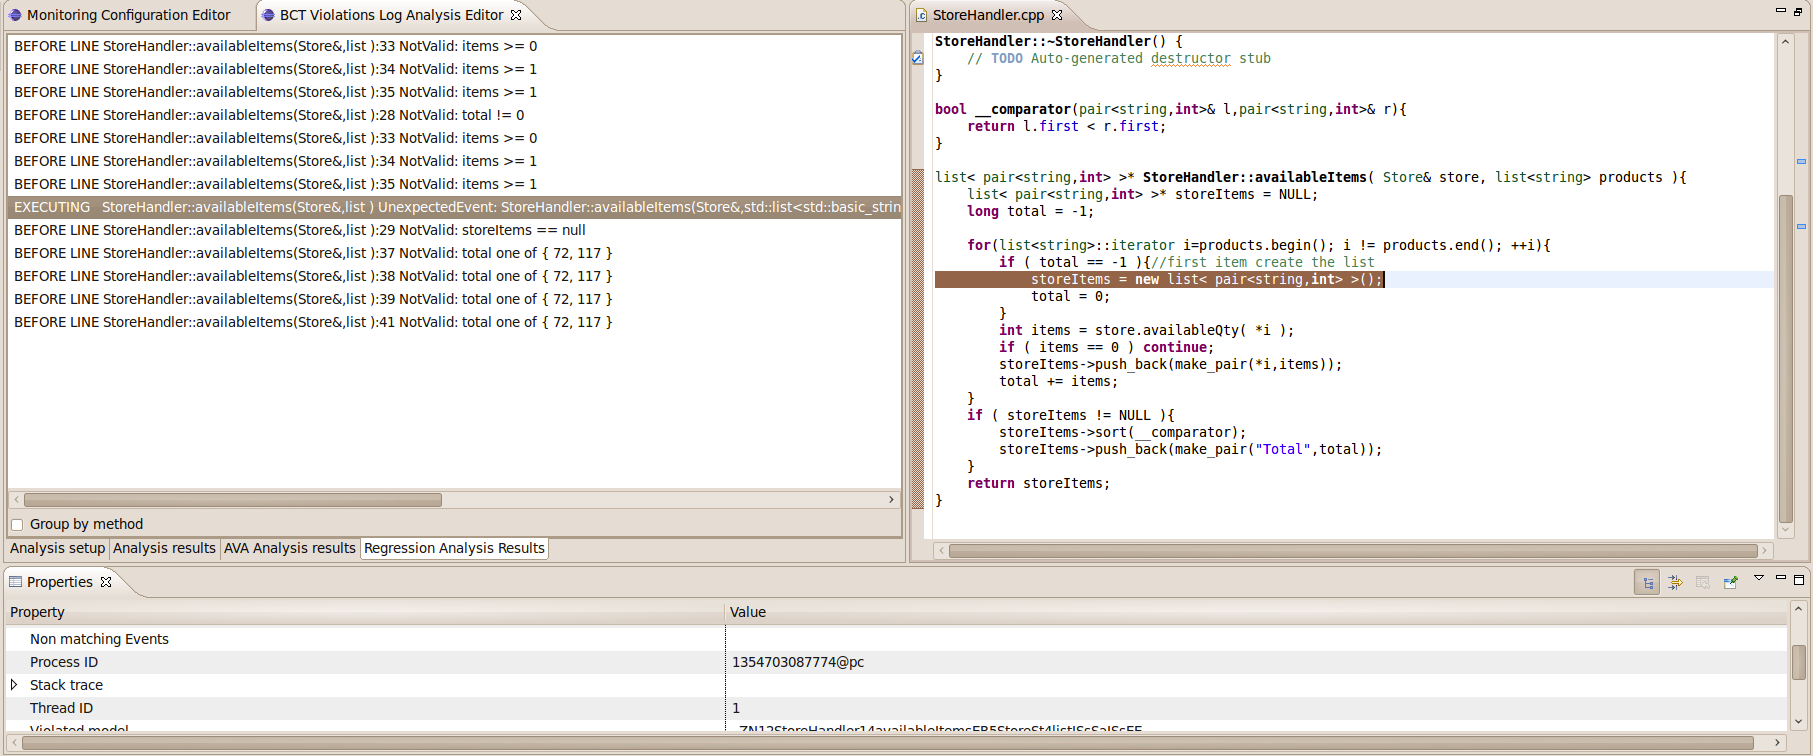 Monitoring Configuration Editor
BCT Violations Log Analysis Editor
BEFORE LINE StoreHandler::availableItems(Store&,list ):33 NotValid: items >= 0
BEFORE LINE StoreHandler::availableItems(Store&,list ):34 NotValid: items >= 1
BEFORE LINE StoreHandler::availableItems(Store&,list ):35 NotValid: items >= 1
BEFORE LINE StoreHandler::availableItems(Store&,list ):28 NotValid: total != 0
BEFORE LINE StoreHandler::availableItems(Store&,list ):33 NotValid: items >= 0
BEFORE LINE StoreHandler::availableItems(Store&,list ):34 NotValid: items >= 1
BEFORE LINE StoreHandler::availableItems(Store&,list ):35 NotValid: items >= 1
EXECUTING StoreHandler::availableItems(Store&,list ) UnexpectedEvent: StoreHandler::availableItems(Store&,std::list<std::basic_strin
BEFORE LINE StoreHandler::availableItems(Store&,list ):29 NotValid: storeItems == null
BEFORE LINE StoreHandler::availableItems(Store&,list ):37 NotValid: total one of { 72, 117 }
BEFORE LINE StoreHandler::availableItems(Store&,list ):38 NotValid: total one of { 72, 117 }
BEFORE LINE StoreHandler::availableItems(Store&,list ):39 NotValid: total one of { 72, 117 }
BEFORE LINE StoreHandler::availableItems(Store&,list ):41 NotValid: total one of { 72, 117 }
Group by method
Analysis setup
Analysis results
AVA Analysis results
Regression Analysis Results
StoreHandler.cpp
StoreHandler::~StoreHandler() {
// TODO Auto-generated destructor stub
}
bool __comparator(pair<string,int>& l,pair<string,int>& r){
return l.first < r.first;
}
list< pair<string,int> >* StoreHandler::availableItems( Store& store, list<string> products ){
list< pair<string,int> >* storeItems = NULL;
long total = -1;
for(list<string>::iterator i=products.begin(); i != products.end(); ++i){
if ( total == -1 ){//first item create the list
storeItems = new list< pair<string,int> >();
total = 0;
}
int items = store.availableQty( *i );
if ( items == 0 ) continue;
storeItems->push_back(make_pair(*i,items));
total += items;
}
if ( storeItems != NULL ){
storeItems->sort(__comparator);
storeItems->push_back(make_pair("Total",total));
}
return storeItems;
}
Properties
Property
Value
Non matching Events
Process ID
1354703087774@pc
Stack trace
Thread ID
1
Violated model
_ZN12StoreHandler14availableItemsER5StoreSt4listISsSaISsEE